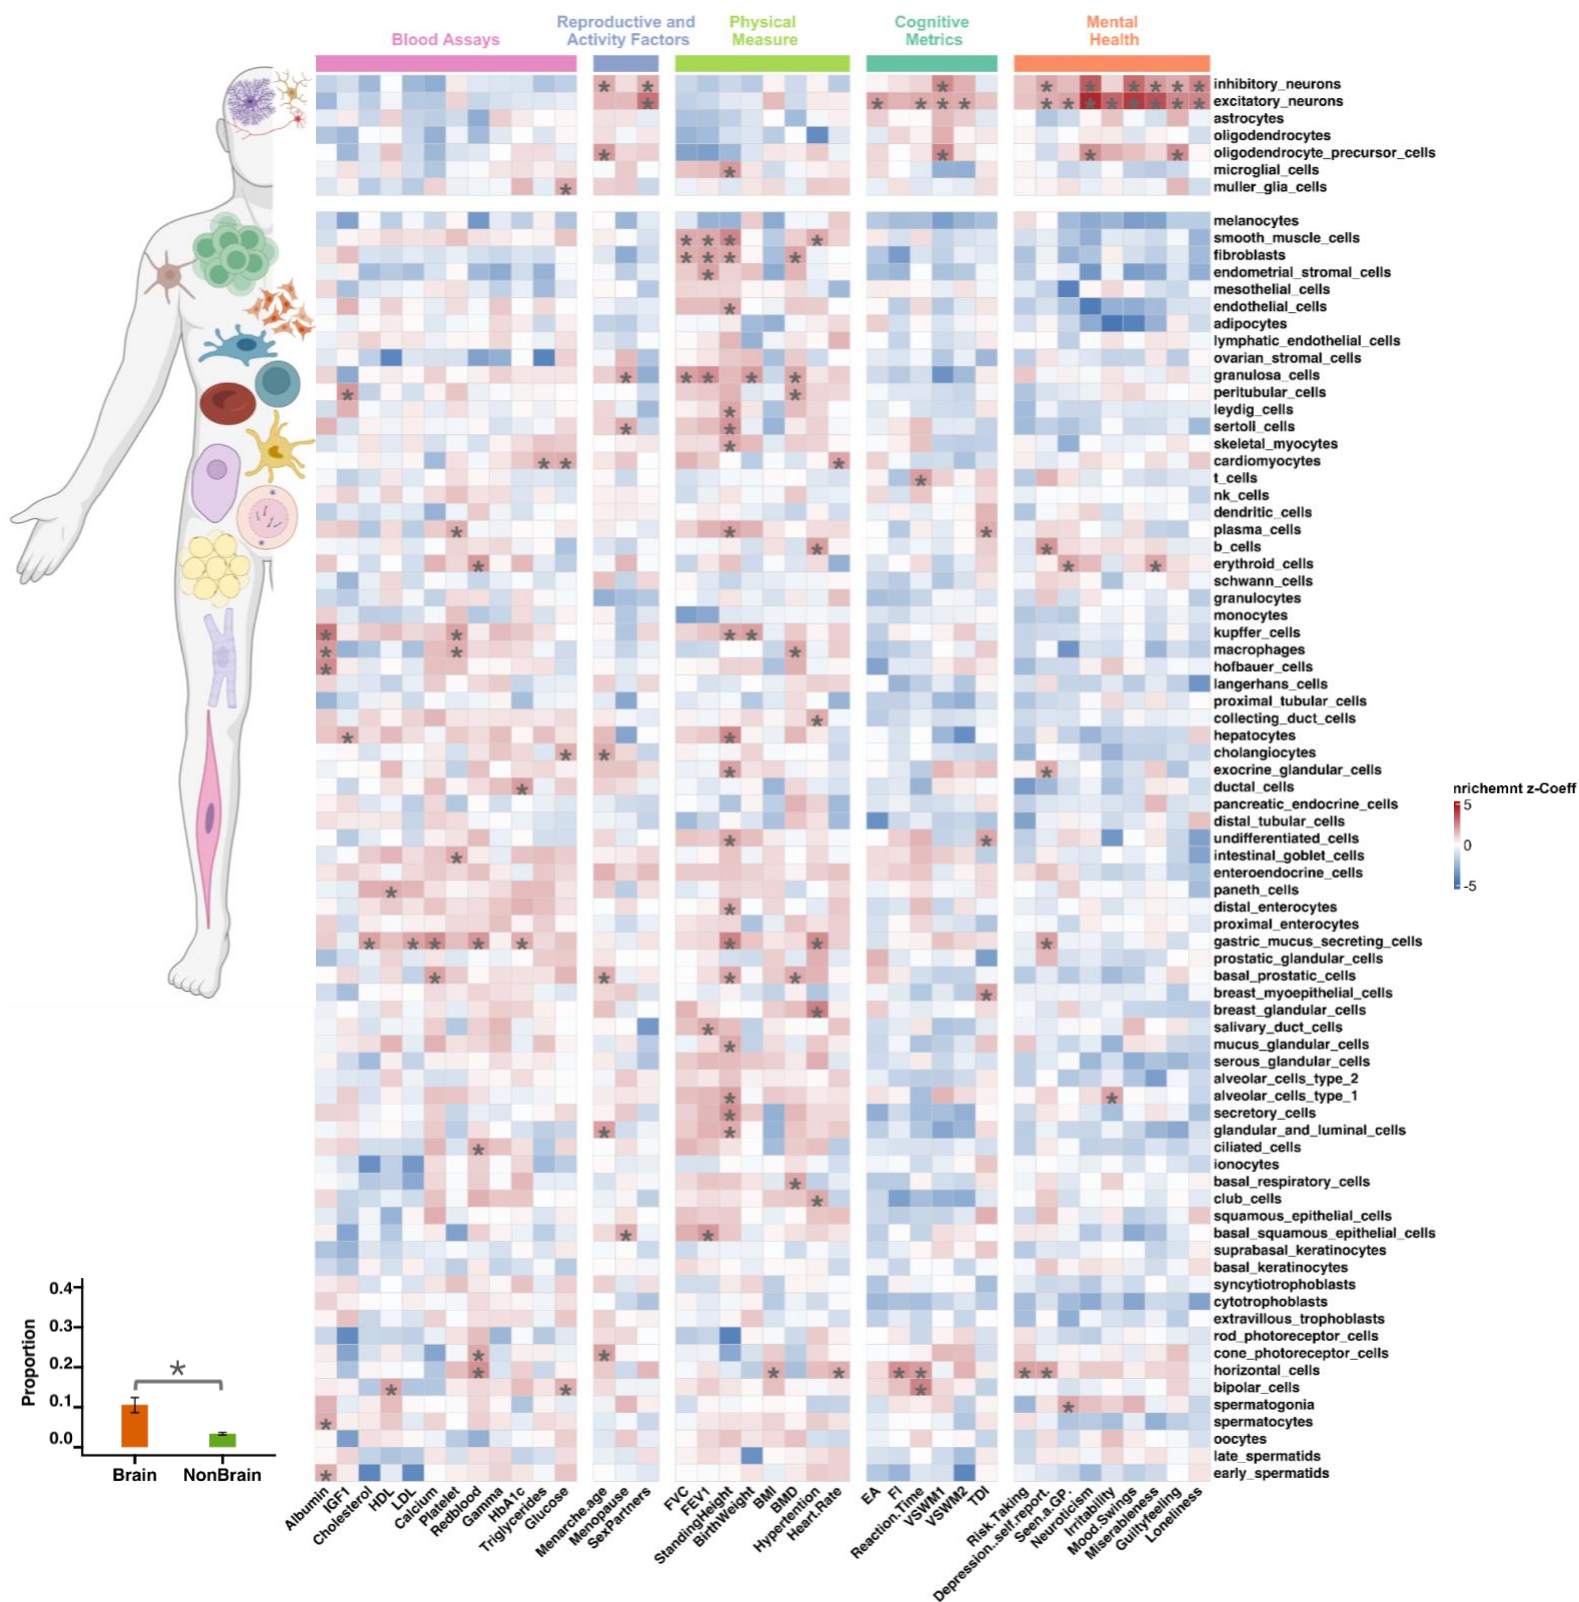 Blood Assays
Reproductive and
Activity Factors
Physical
Measure
Cognitive
Metrics
Mental
Health
inhibitory_neurons
excitatory_neurons
astrocytes
oligodendrocytes
oligodendrocyte_precursor_cells
microglial_cells
muller_glia_cells
melanocytes
smooth_muscle_cells
fibroblasts
endometrial_stromal_cells
mesothelial_cells
endothelial_cells
adipocytes
lymphatic_endothelial_cells
ovarian_stromal_cells
granulosa_cells
peritubular_cells
leydig_cells
sertoli_cells
skeletal_myocytes
cardiomyocytes
t_cells
nk_cells
dendritic_cells
plasma_cells
b_cells
erythroid_cells
schwann_cells
granulocytes
monocytes
kupffer_cells
macrophages
hofbauer_cells
langerhans_cells
proximal_tubular_cells
collecting_duct_cells
hepatocytes
cholangiocytes
exocrine_glandular_cells
ductal_cells
pancreatic_endocrine_cells
distal_tubular_cells
undifferentiated_cells
intestinal_goblet_cells
enteroendocrine_cells
paneth_cells
distal_enterocytes
proximal_enterocytes
gastric_mucus_secreting_cells
prostatic_glandular_cells
basal_prostatic_cells
breast_myoepithelial_cells
breast_glandular_cells
salivary_duct_cells
mucus_glandular_cells
serous_glandular_cells
alveolar_cells_type_2
alveolar_cells_type_1
secretory_cells
glandular_and_luminal_cells
ciliated_cells
ionocytes
basal_respiratory_cells
club_cells
squamous_epithelial_cells
basal_squamous_epithelial_cells
suprabasal_keratinocytes
basal_keratinocytes
syncytiotrophoblasts
cytotrophoblasts
extravillous_trophoblasts
rod_photoreceptor_cells
cone_photoreceptor_cells
horizontal_cells
bipolar_cells
spermatogonia
spermatocytes
oocytes
late_spermatids
early_spermatids
nrichemnt z-Coeff
5
0
-5
Proportion
0.4
0.3
0.2
0.1
0.0
*
Brain
NonBrain
Albumin
IGF1
Cholesterol
HDL
LDL
Calcium
Platelet
Redblood
Gamma
HbA1c
Triglycerides
Glucose
Menarche.age
Menopause
SexPartners
FVC
FEV1
StandingHeight
BirthWeight
BMI
BMD
Hypertention
Heart.Rate
EA
FI
Reaction.Time
VSWM1
VSWM2
TDI
Risk.Taking
Depression..self.report.
Seen.a.GP.
Neuroticism
Irritability
Mood.Swings
Miserableness
Guiltyfeeling
Loneliness